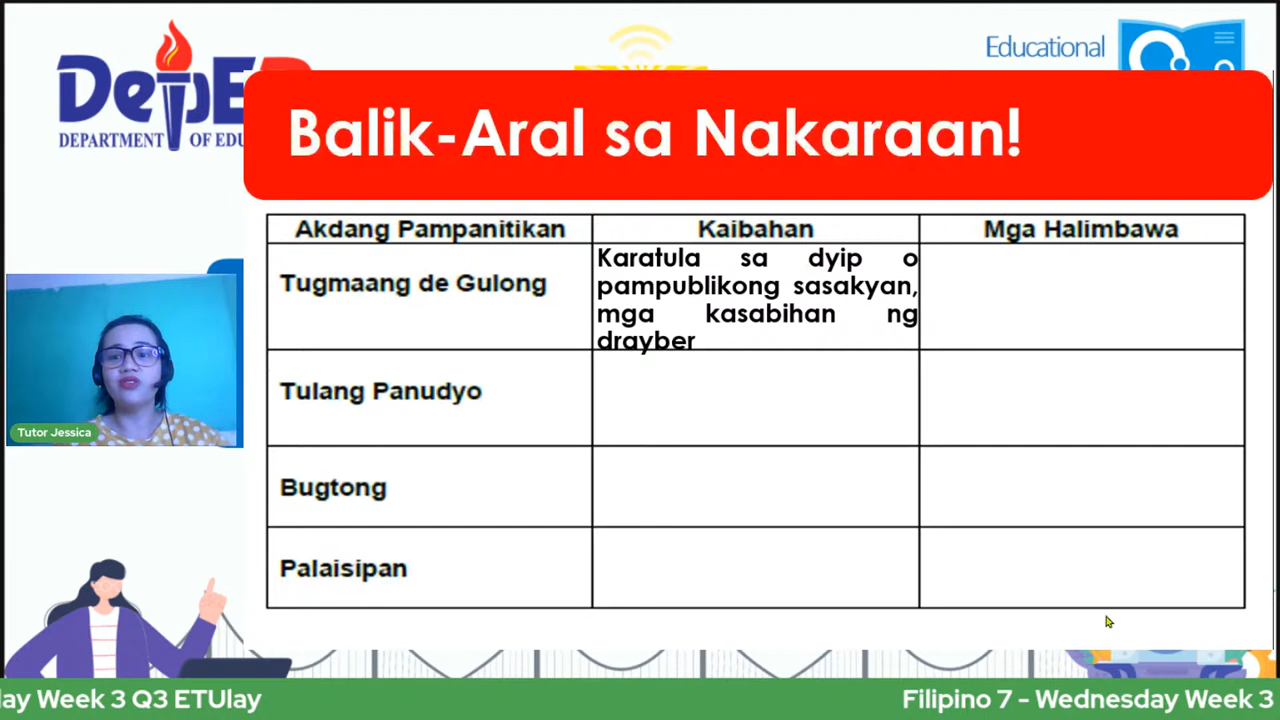 DepED
DEPARTMENT OF EDU
Educational
Balik-Aral sa Nakaraan!
Akdang Pampanitikan Kaibahan Mga Halimbawa
Tugmaang de Gulong
Karatula sa dyip o
pampublikong sasakyan,
mga kasabihan ng
drayber
Tulang Panudyo
Bugtong
Palaisipan
Tutor Jessica
lay Week 3 Q3 ETUlay
Filipino 7 - Wednesday Week 3